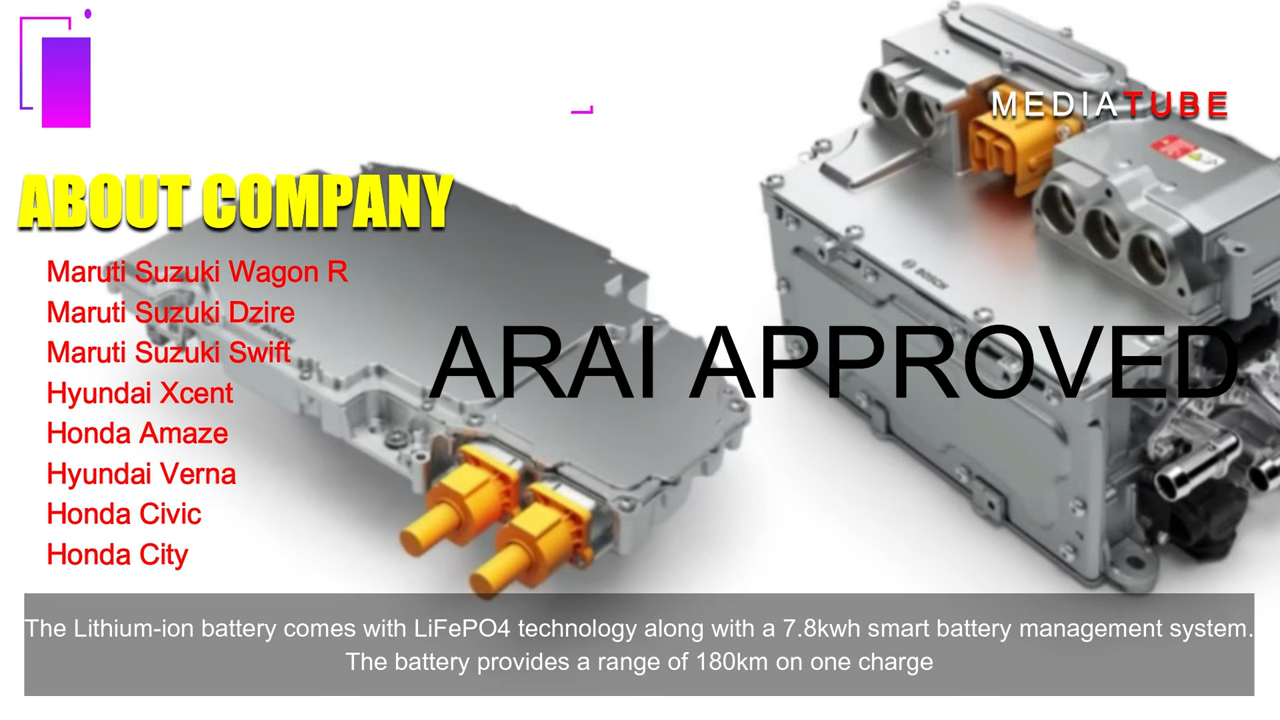 MEDIATUBE
ABOUT COMPANY
Maruti Suzuki Wagon R
Maruti Suzuki Dzire
Maruti Suzuki Swift
Hyundai Xcent
Honda Amaze
Hyundai Verna
Honda Civic
Honda City
ARAI APPROVED
BOSCH
The Lithium-ion battery comes with LiFePO4 technology along with a 7.8kwh smart battery management system.
The battery provides a range of 180km on one charge